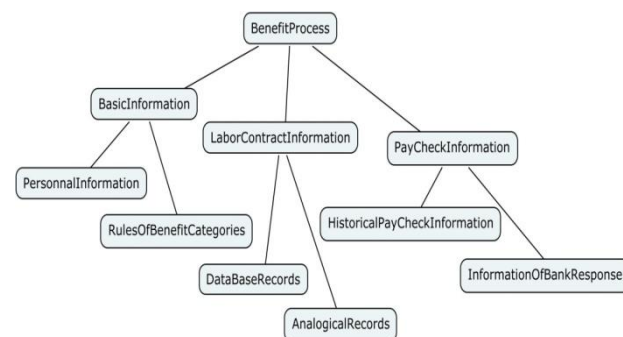 BenefitProcess
BasicInformation
LaborContractInformation
PayCheckInformation
PersonnalInformation
HistoricalPayCheckInformation
RulesOfBenefitCategories
DataBaseRecords
InformationOfBankResponse
AnalogicalRecords